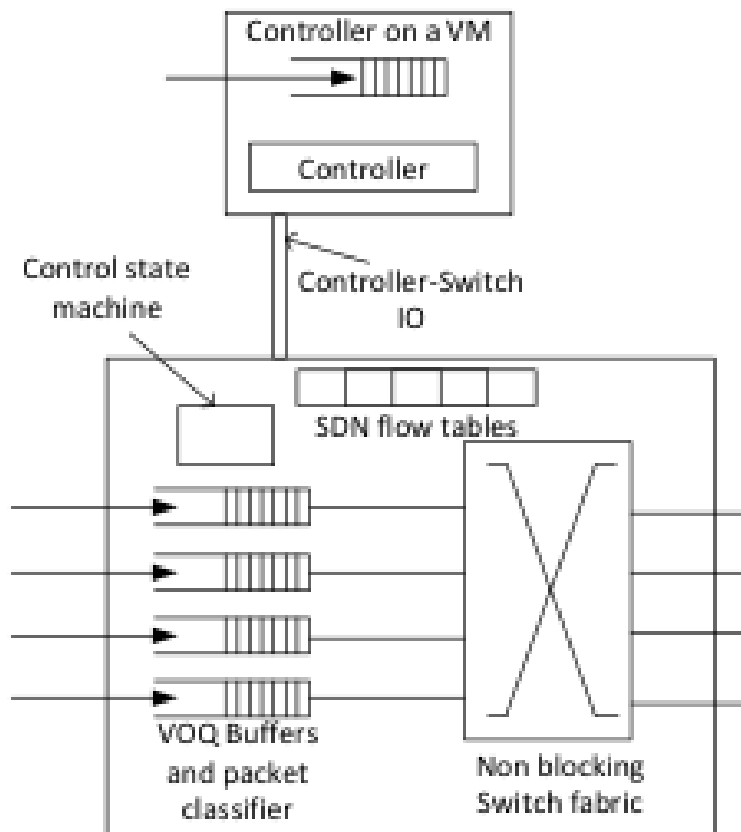 Controller on a VM
Controller
Control state
machine
Controller-Switch
IO
SDN flow tables
VOQ Buffers
and packet
classifier
Non blocking
Switch fabric